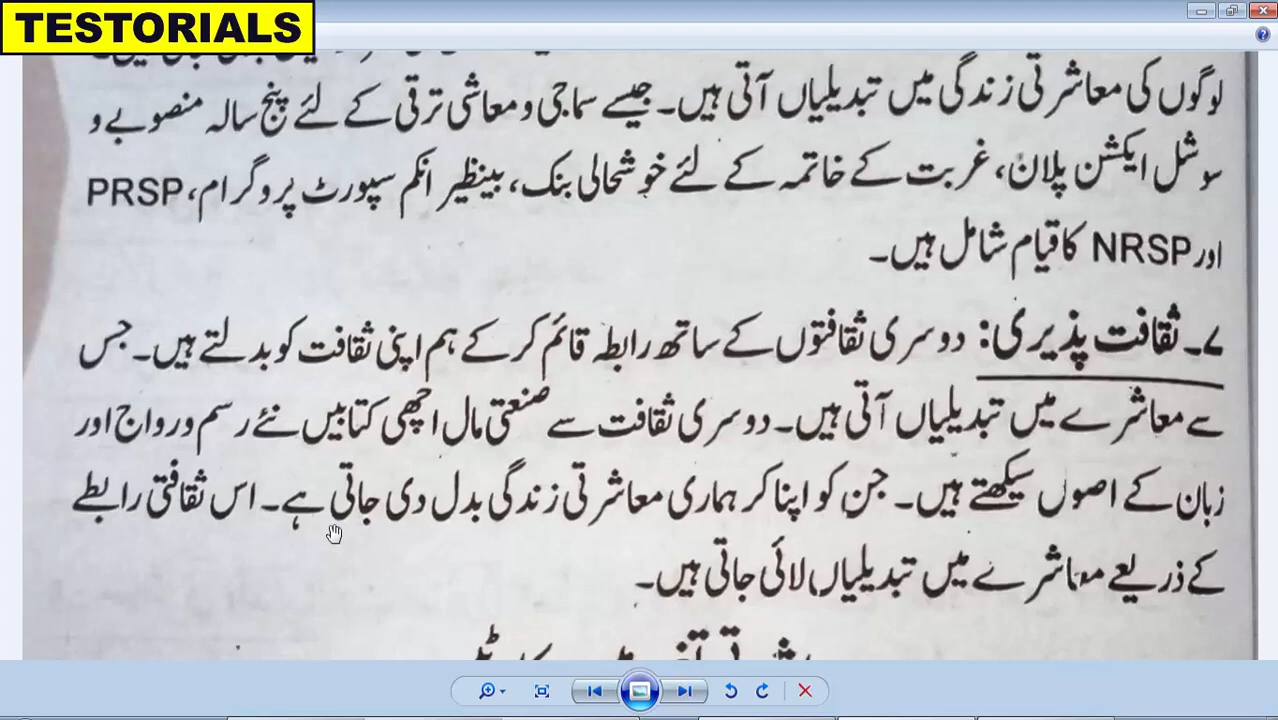 TESTORIALS
لوگوں کی معاشرتی زندگی میں تبدیلیاں آتی ہیں۔ جیسے سماجی و معاشی ترقی کے لئے پنج سالہ منصوبے و
سوشل ایکشن پلان، غربت کے خاتمہ کے لئے خوشحالی بنک، بینظیر انکم سپورٹ پروگرام، PRSP
اور NRSP کا قیام شامل ہیں۔
۷۔ ثقافت پذیری: دوسری ثقافتوں کے ساتھ رابطہ قائم کر کے ہم اپنی ثقافت کو بدلتے ہیں۔ جس
سے معاشرے میں تبدیلیاں آتی ہیں۔ دوسری ثقافت سے صنعتی مال اچھی کتابیں نئے رسم و رواج اور
زبان کے اصول سیکھتے ہیں۔ جن کو اپنا کر ہماری معاشرتی زندگی بدل دی جاتی ہے۔ اس ثقافتی رابطے
کے ذریعے معاشرے میں تبدیلیاں لائی جاتی ہیں۔